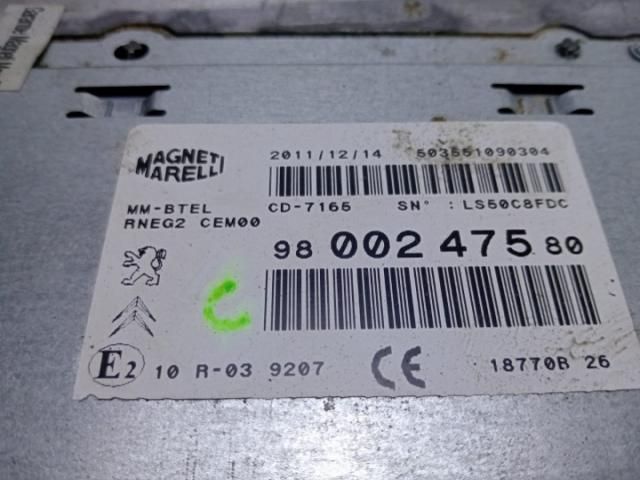 MAGNETI
MARELLI
2011/12/14 503551090304
MM-BTEL CD-7165 SN° : LS50C8FDC
RNEG2 CEM00
98 002 475 80
C
E2 10 R-03 9207 CE 18770B 26